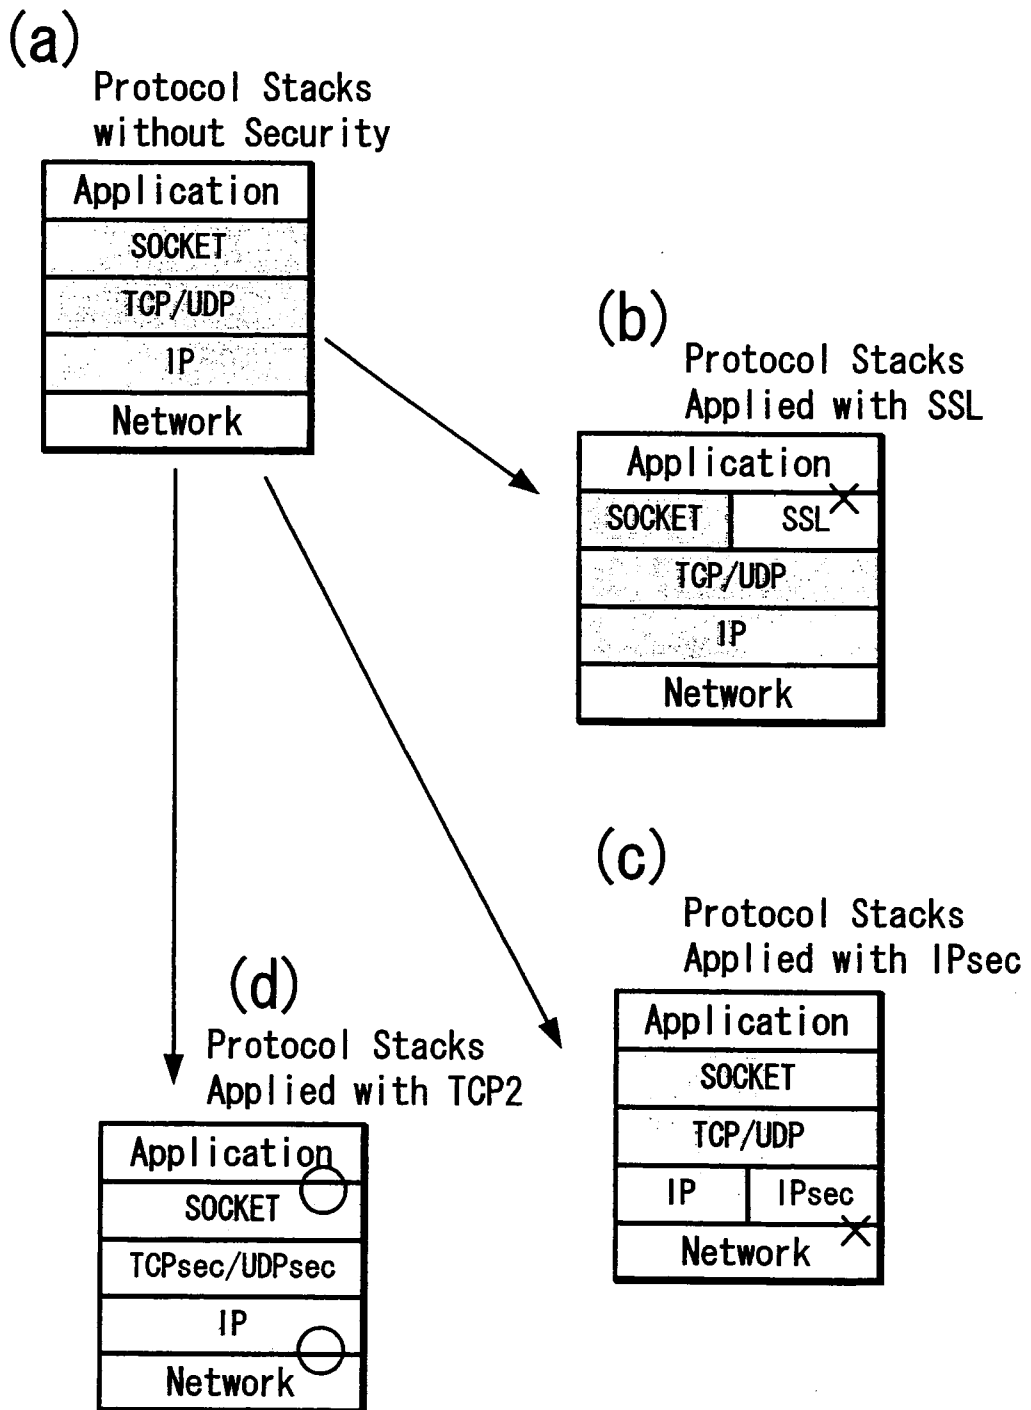 (a)
Protocol Stacks
without Security
Application
SOCKET
TCP/UDP
IP
Network
(b)
Protocol Stacks
Applied with SSL
Application
SOCKET SSL
TCP/UDP
IP
Network
(c)
Protocol Stacks
Applied with IPsec
Application
SOCKET
TCP/UDP
IP IPsec
Network
(d)
Protocol Stacks
Applied with TCP2
Application
SOCKET
TCPsec/UDPsec
IP
Network